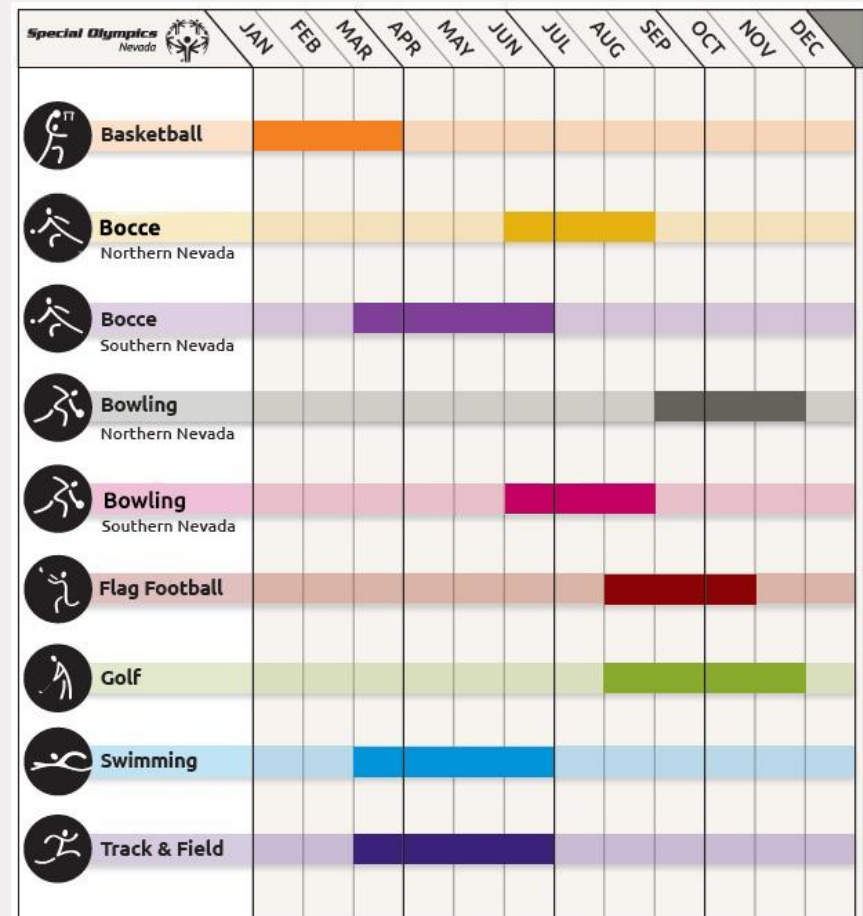 Special Olympics
Nevada
JAN FEB MAR APR MAY JUN JUL AUG SEP OCT NOV DEC
Basketball
Bocce
Northern Nevada
Bocce
Southern Nevada
Bowling
Northern Nevada
Bowling
Southern Nevada
Flag Football
Golf
Swimming
Track & Field